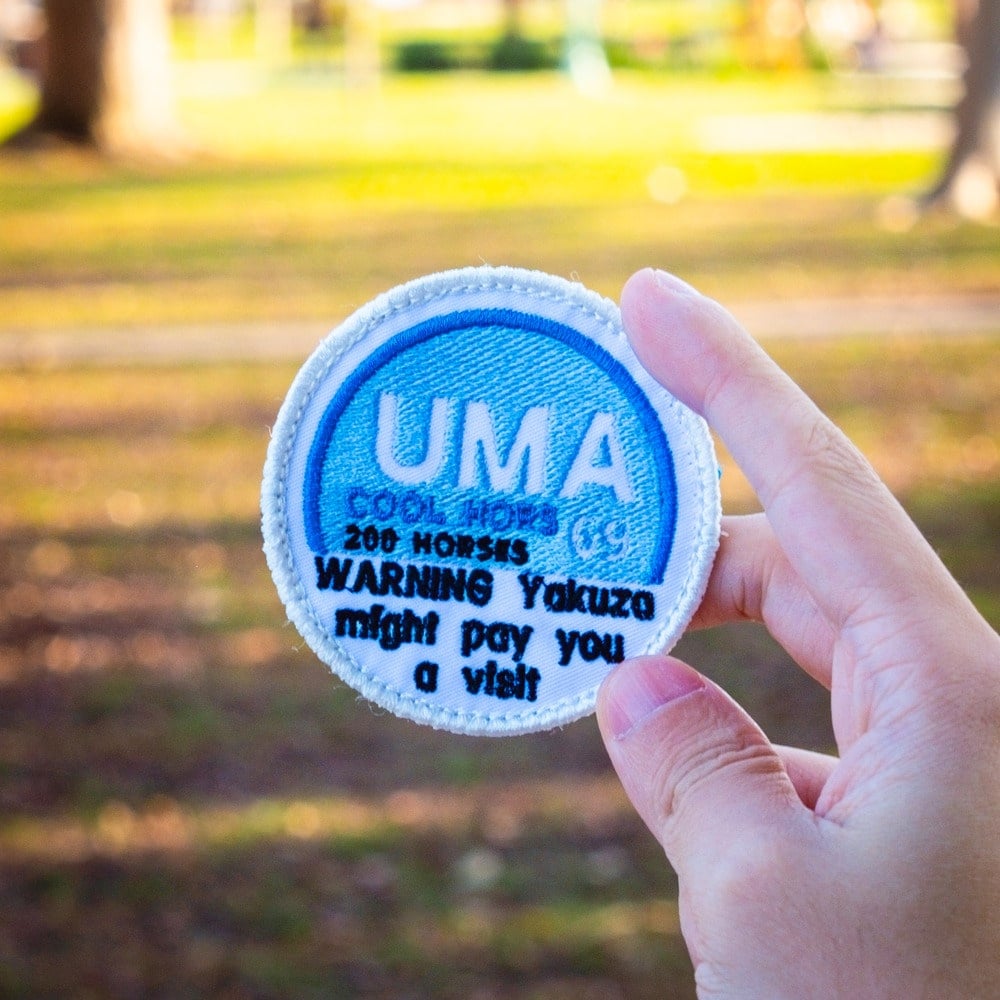 UMA
COOL HORS
69
200 HORSES
WARNING Yakuza
might pay you
a visit